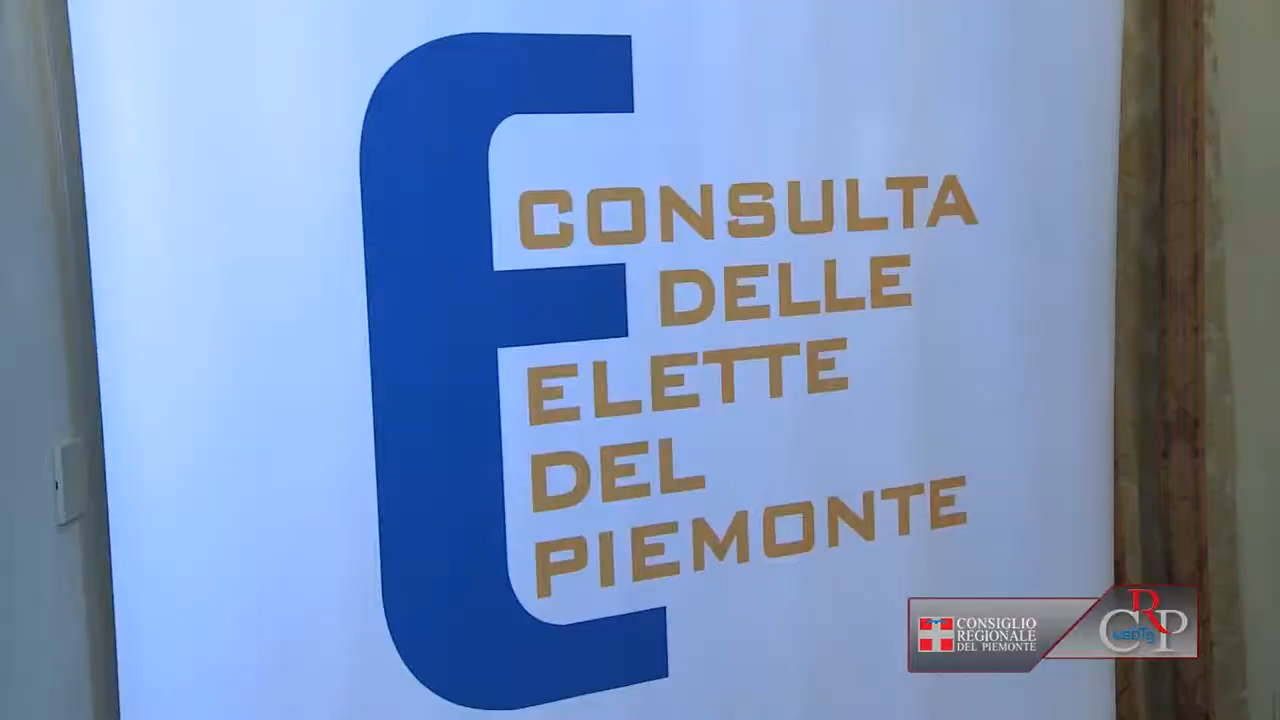 E
CONSULTA
DELLE
ELETTE
DEL
PIEMONTE
CONSIGLIO
REGIONALE
DEL PIEMONTE
CRP
webTg